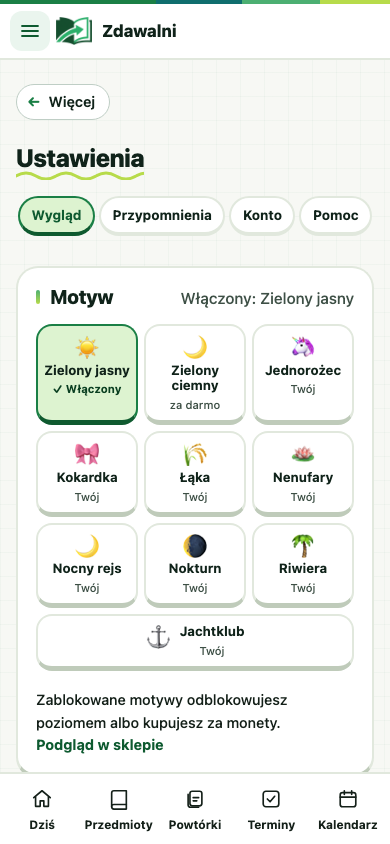 Zdawalni
Więcej
Ustawienia
Wygląd
Przypomnienia
Konto
Pomoc
Motyw
Włączony: Zielony jasny
Zielony jasny
✓ Włączony
Zielony
ciemny
za darmo
Jednorożec
Twój
Kokardka
Twój
Łąka
Twój
Nenufary
Twój
Nocny rejs
Twój
Nokturn
Twój
Riwiera
Twój
Jachtklub
Twój
Zablokowane motywy odblokowujesz
poziomem albo kupujesz za monety.
Podgląd w sklepie
Dziś
Przedmioty
Powtórki
Terminy
Kalendarz